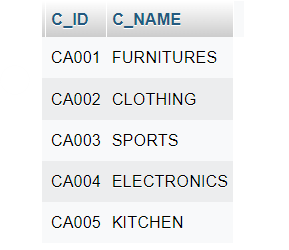 C_ID C_NAME
CA001 FURNITURES
CA002 CLOTHING
CA003 SPORTS
CA004 ELECTRONICS
CA005 KITCHEN